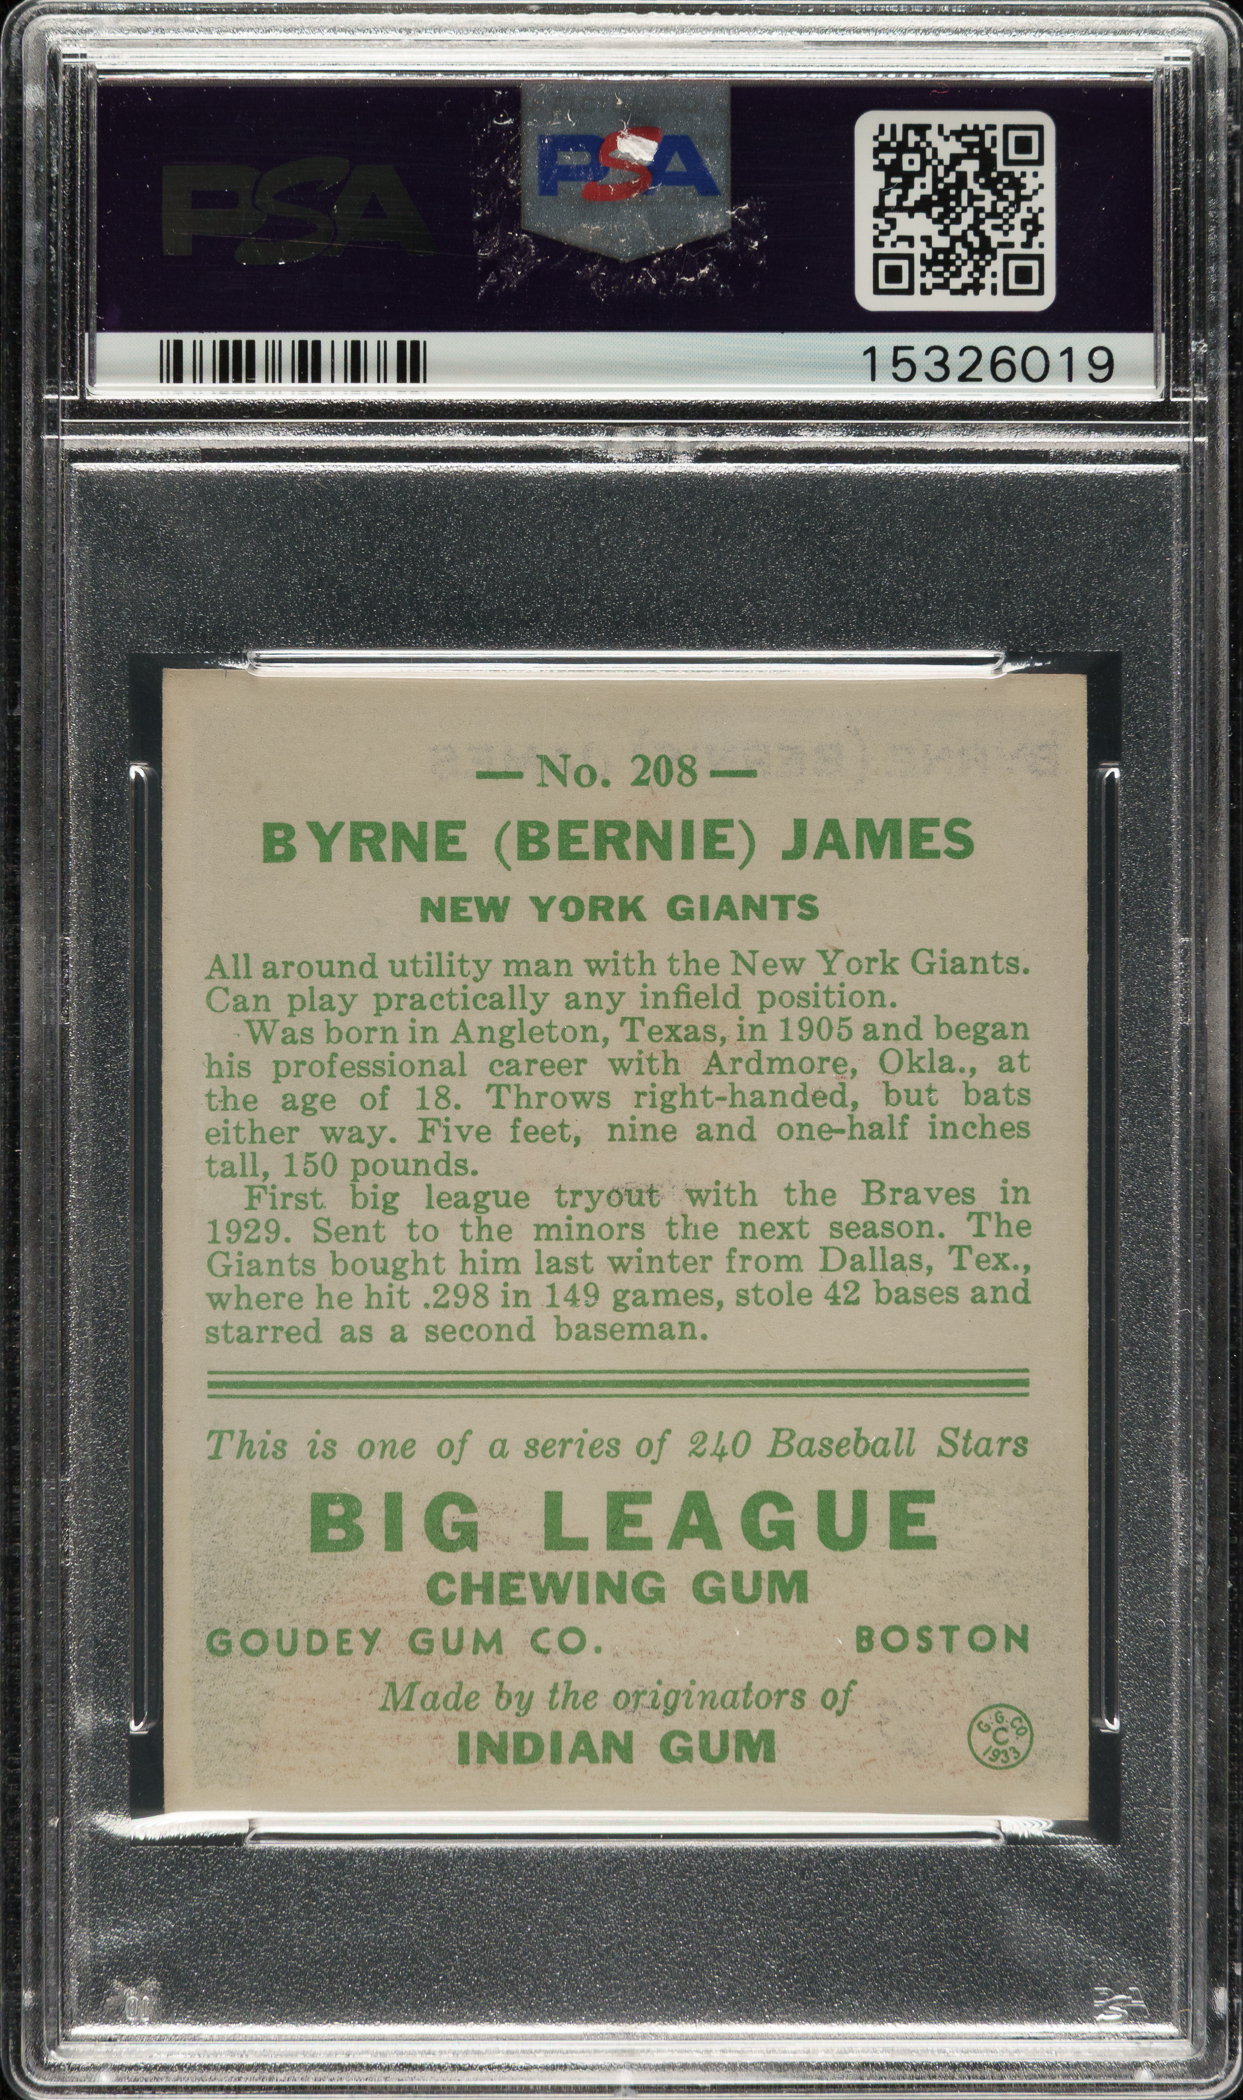 PSA
PSA
15326019
— No. 208 —
BYRNE (BERNIE) JAMES
NEW YORK GIANTS
All around utility man with the New York Giants.
Can play practically any infield position.
Was born in Angleton, Texas, in 1905 and began
his professional career with Ardmore, Okla., at
the age of 18. Throws right-handed, but bats
either way. Five feet, nine and one-half inches
tall, 150 pounds.
First big league tryout with the Braves in
1929. Sent to the minors the next season. The
Giants bought him last winter from Dallas, Tex.,
where he hit .298 in 149 games, stole 42 bases and
starred as a second baseman.
This is one of a series of 240 Baseball Stars
BIG LEAGUE
CHEWING GUM
GOUDEY GUM CO. BOSTON
Made by the originators of
INDIAN GUM
G.G.CO
C
1933